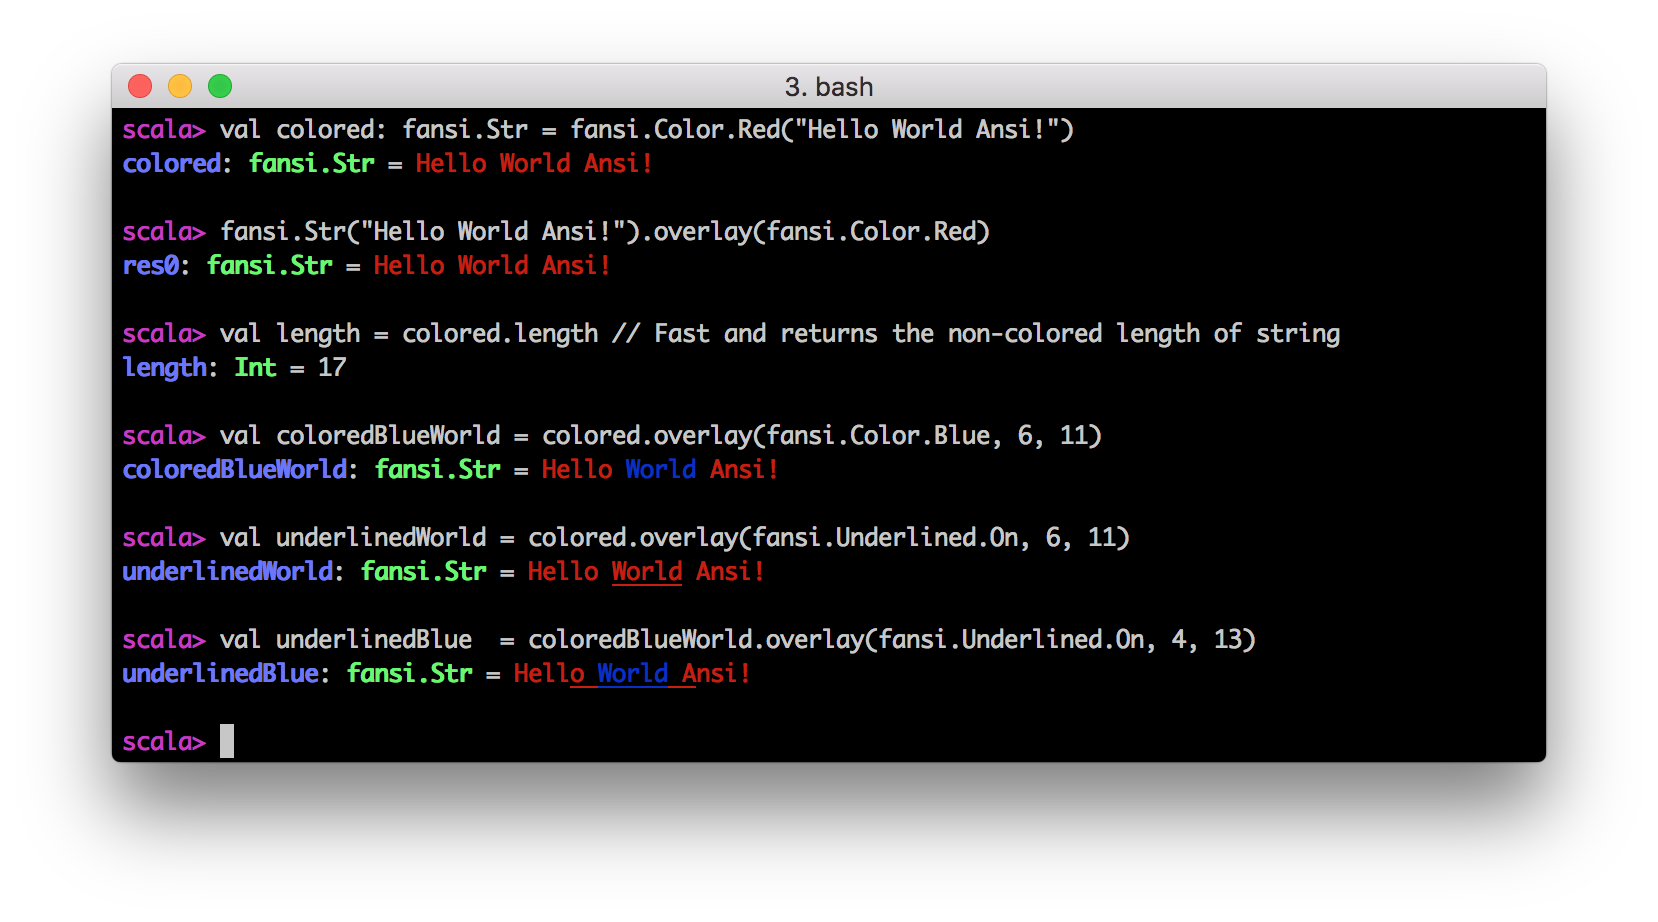 3. bash
scala> val colored: fansi.Str = fansi.Color.Red("Hello World Ansi!")
colored: fansi.Str = Hello World Ansi!
scala> fansi.Str("Hello World Ansi!").overlay(fansi.Color.Red)
res0: fansi.Str = Hello World Ansi!
scala> val length = colored.length // Fast and returns the non-colored length of string
length: Int = 17
scala> val coloredBlueWorld = colored.overlay(fansi.Color.Blue, 6, 11)
coloredBlueWorld: fansi.Str = Hello World Ansi!
scala> val underlinedWorld = colored.overlay(fansi.Underlined.On, 6, 11)
underlinedWorld: fansi.Str = Hello World Ansi!
scala> val underlinedBlue  = coloredBlueWorld.overlay(fansi.Underlined.On, 4, 13)
underlinedBlue: fansi.Str = Hello World Ansi!
scala>